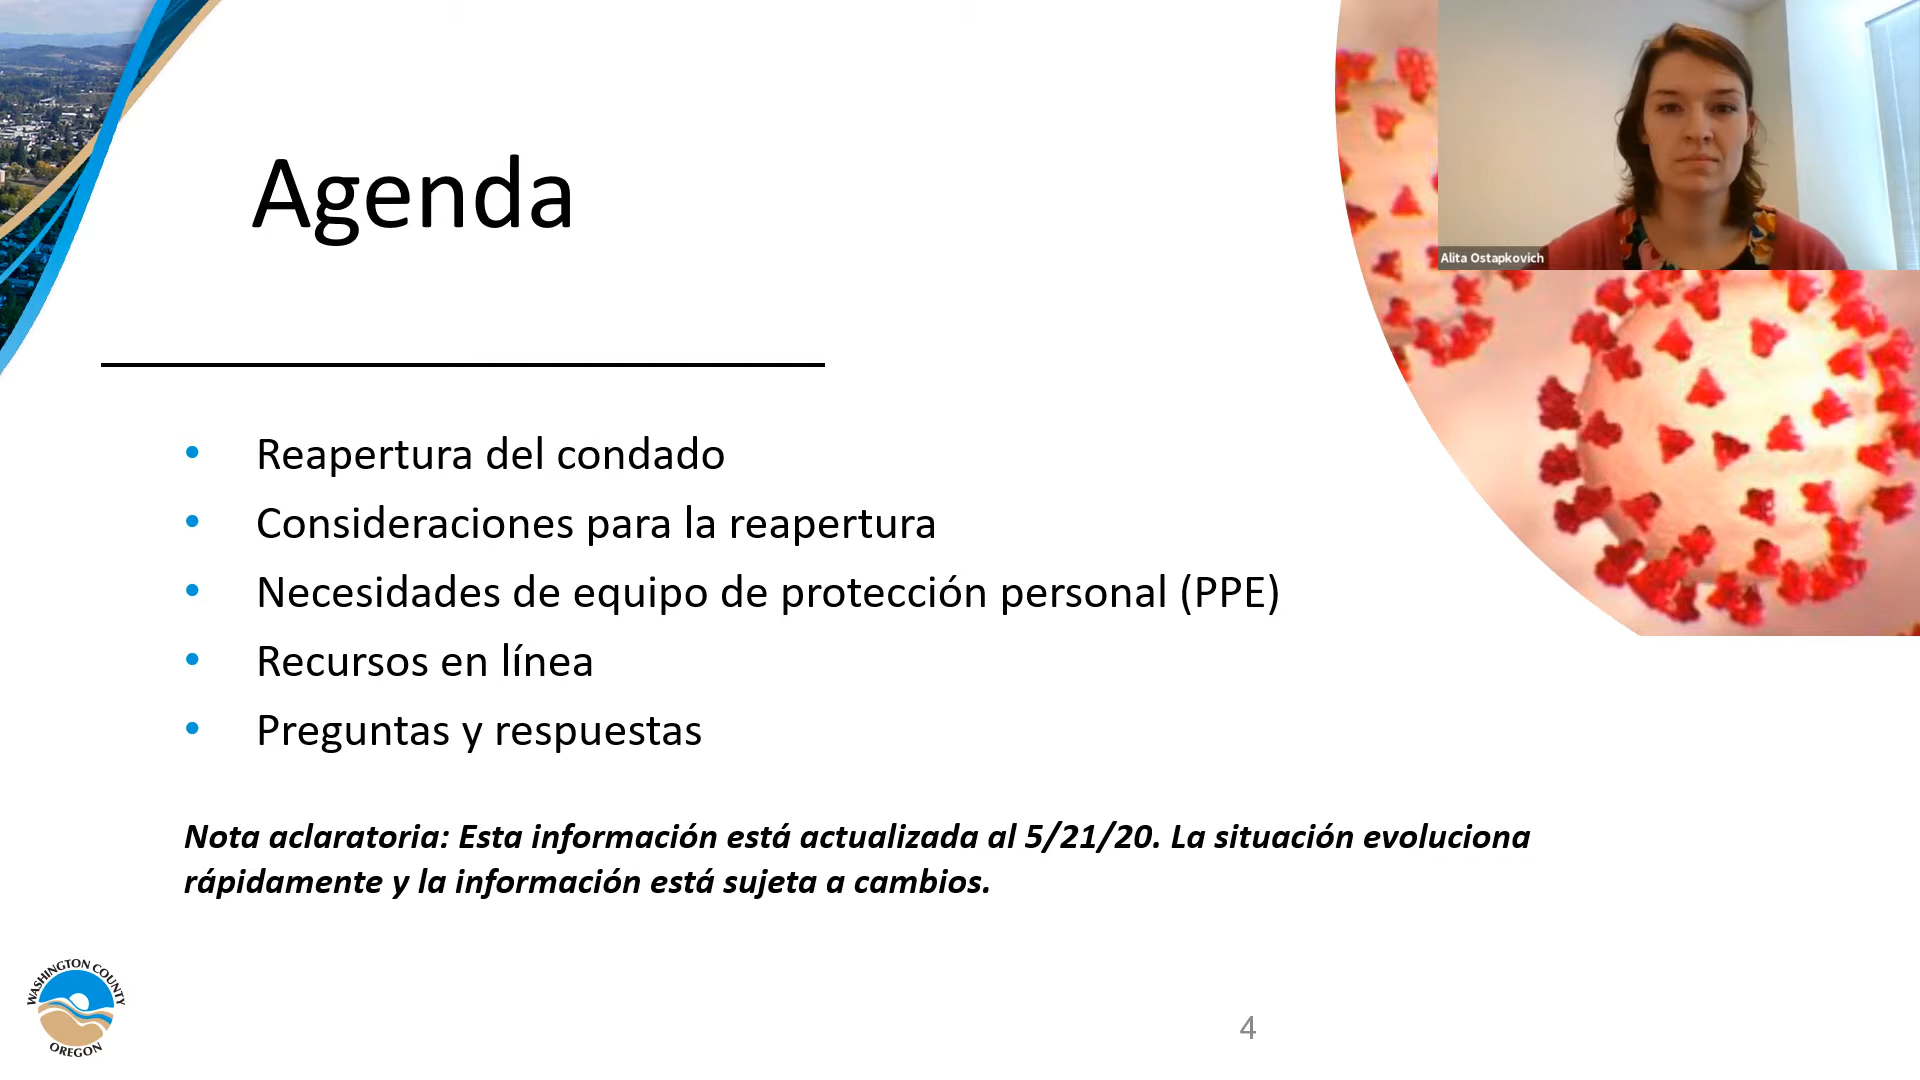 Agenda
Alita Ostapkovich
• Reapertura del condado
• Consideraciones para la reapertura
• Necesidades de equipo de protección personal (PPE)
• Recursos en línea
• Preguntas y respuestas
Nota aclaratoria: Esta información está actualizada al 5/21/20. La situación evoluciona
rápidamente y la información está sujeta a cambios.
WASHINGTON COUNTY
OREGON
4